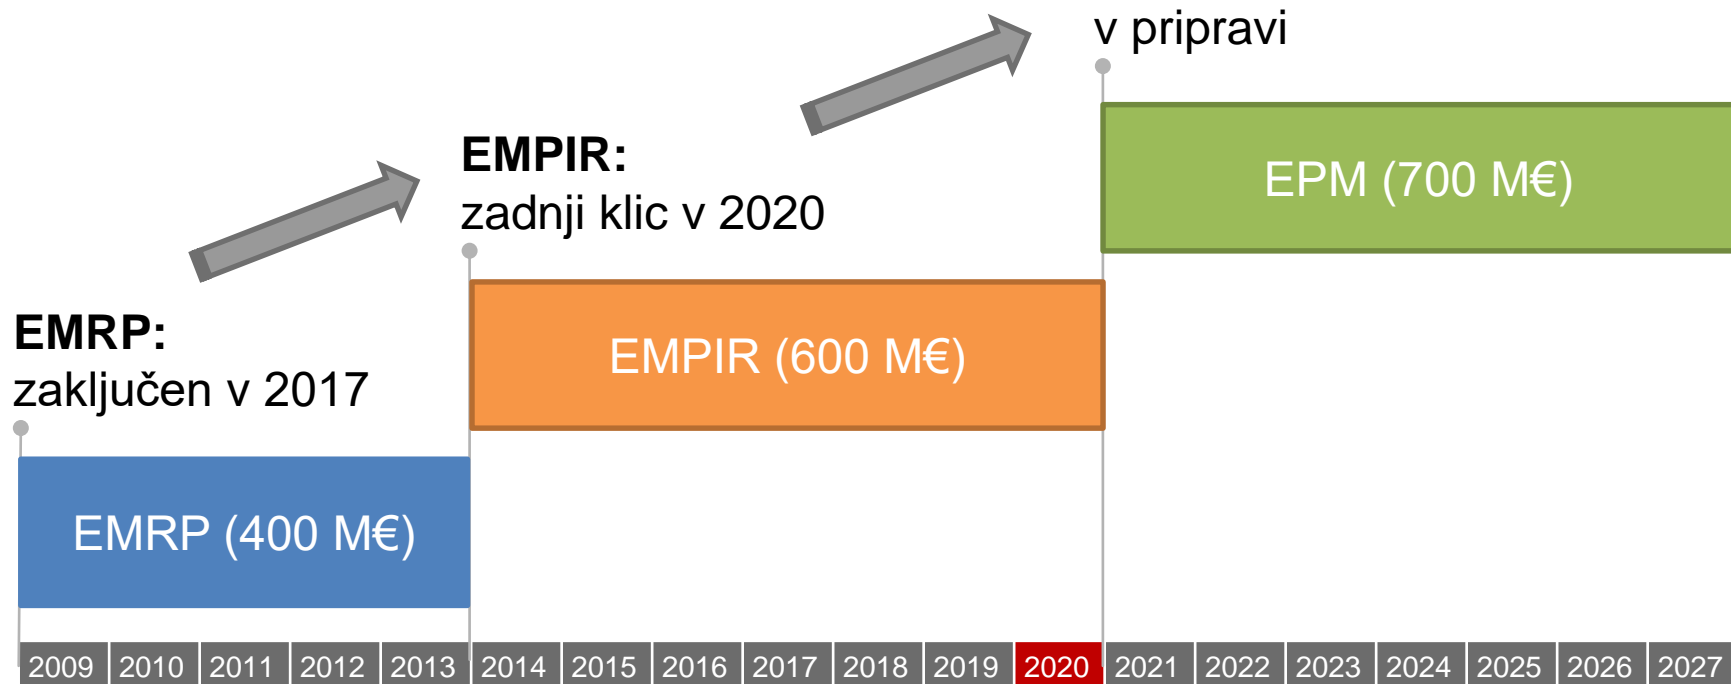 v pripravi
EPM (700 M€)
EMPIR:
zadnji klic v 2020
EMPIR (600 M€)
EMRP:
zaključen v 2017
EMRP (400 M€)
2009 2010 2011 2012 2013 2014 2015 2016 2017 2018 2019 2020 2021 2022 2023 2024 2025 2026 2027